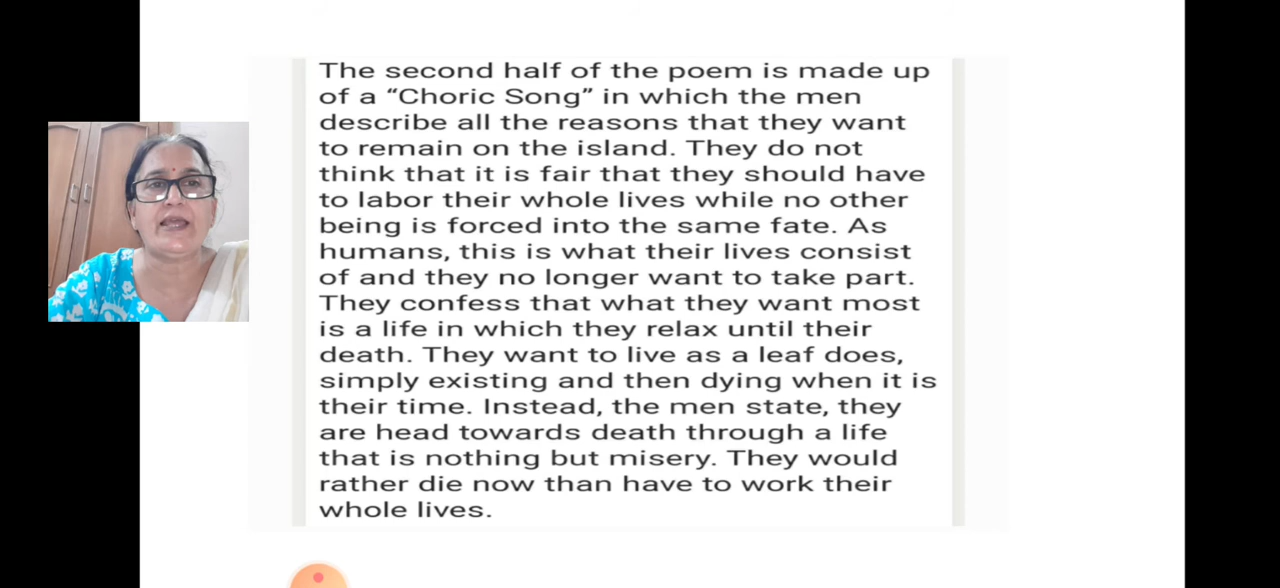 The second half of the poem is made up
of a “Choric Song” in which the men
describe all the reasons that they want
to remain on the island. They do not
think that it is fair that they should have
to labor their whole lives while no other
being is forced into the same fate. As
humans, this is what their lives consist
of and they no longer want to take part.
They confess that what they want most
is a life in which they relax until their
death. They want to live as a leaf does,
simply existing and then dying when it is
their time. Instead, the men state, they
are head towards death through a life
that is nothing but misery. They would
rather die now than have to work their
whole lives.